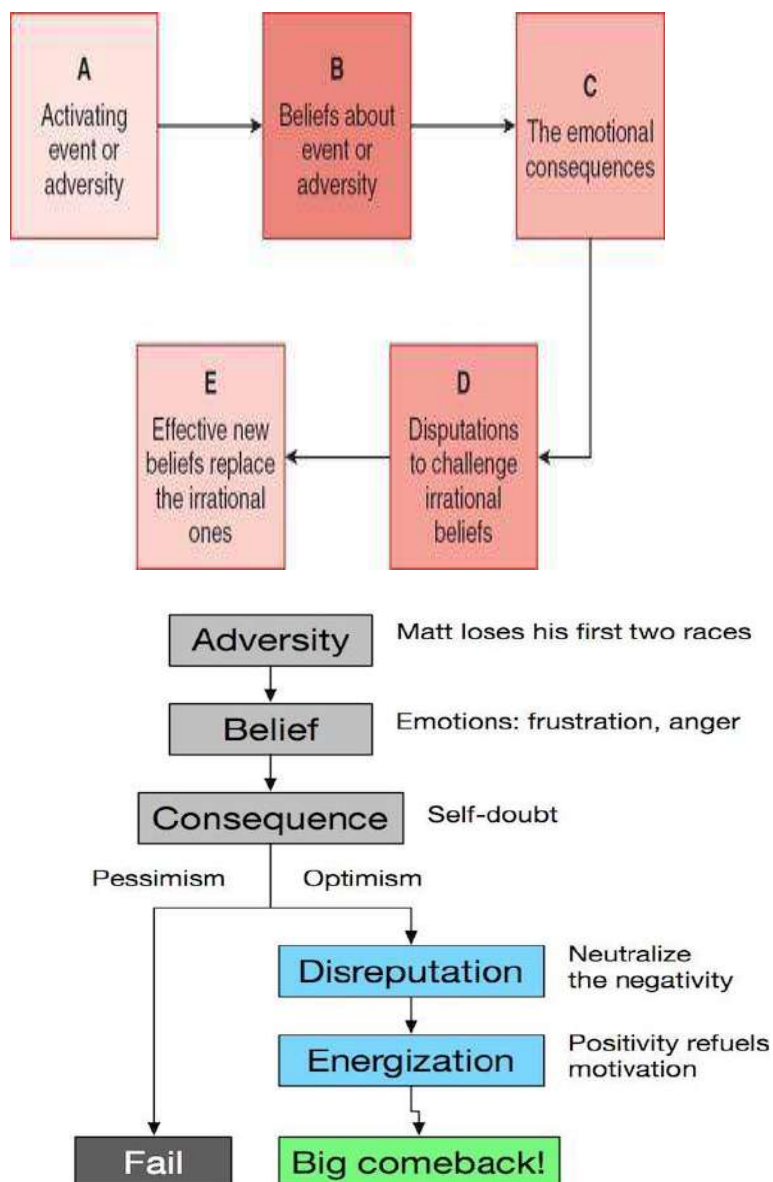 A
Activating
event or
adversity
B
Beliefs about
event or
adversity
C
The emotional
consequences
E
Effective new
beliefs replace
the irrational
ones
D
Disputations
to challenge
irrational
beliefs
Adversity
Matt loses his first two races
Belief
Emotions: frustration, anger
Consequence
Self-doubt
Pessimism
Optimism
Disreputation
Neutralize
the negativity
Energization
Positivity refuels
motivation
Fail
Big comeback!